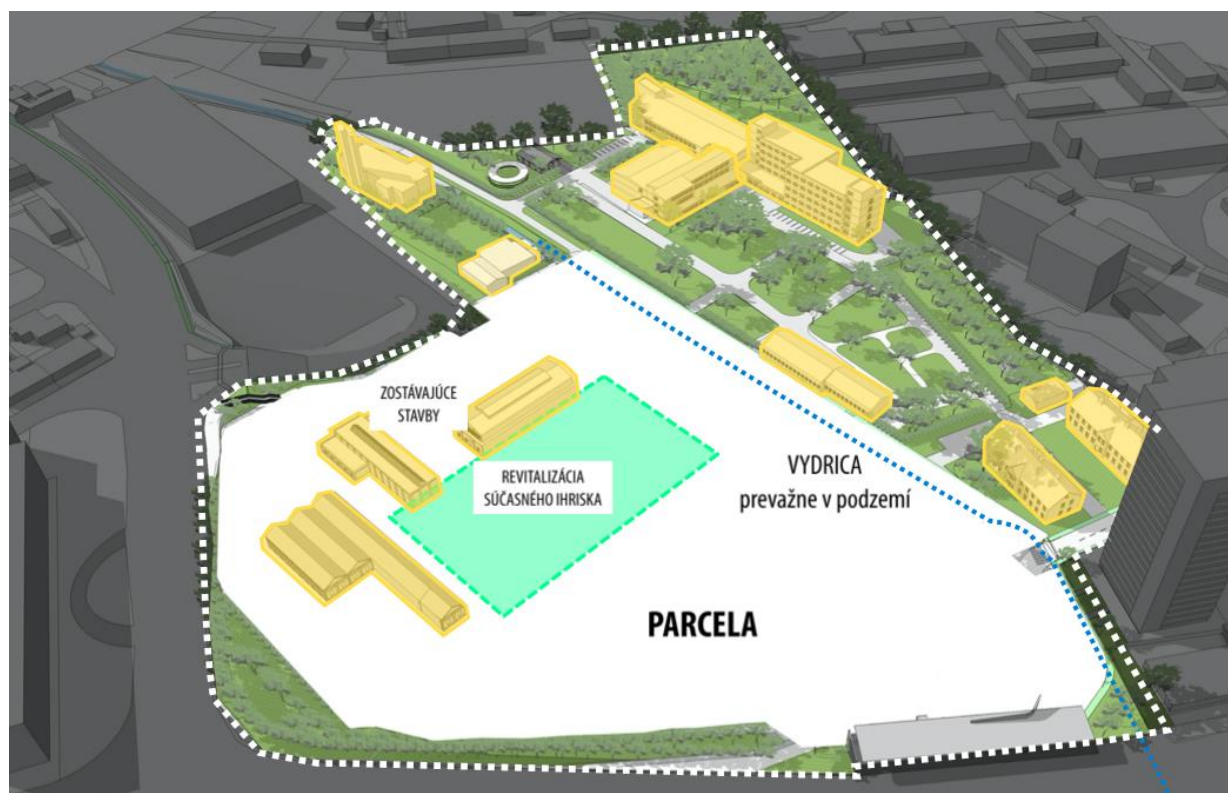 ZOSTÁVAJÚCE
STAVBY
REVITALIZÁCIA
SÚČASNÉHO IHRISKA
VYDRICA
prevažne v podzemí
PARCELA